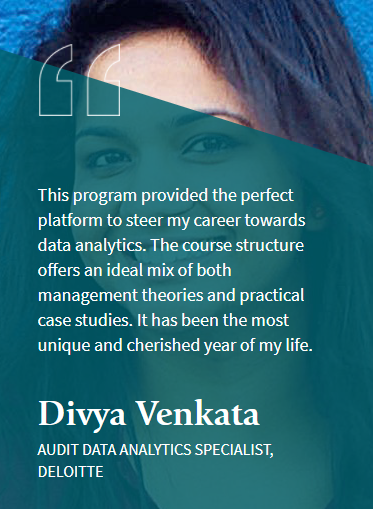 This program provided the perfect
platform to steer my career towards
data analytics. The course structure
offers an ideal mix of both
management theories and practical
case studies. It has been the most
unique and cherished year of my life.
Divya Venkata
AUDIT DATA ANALYTICS SPECIALIST,
DELOITTE